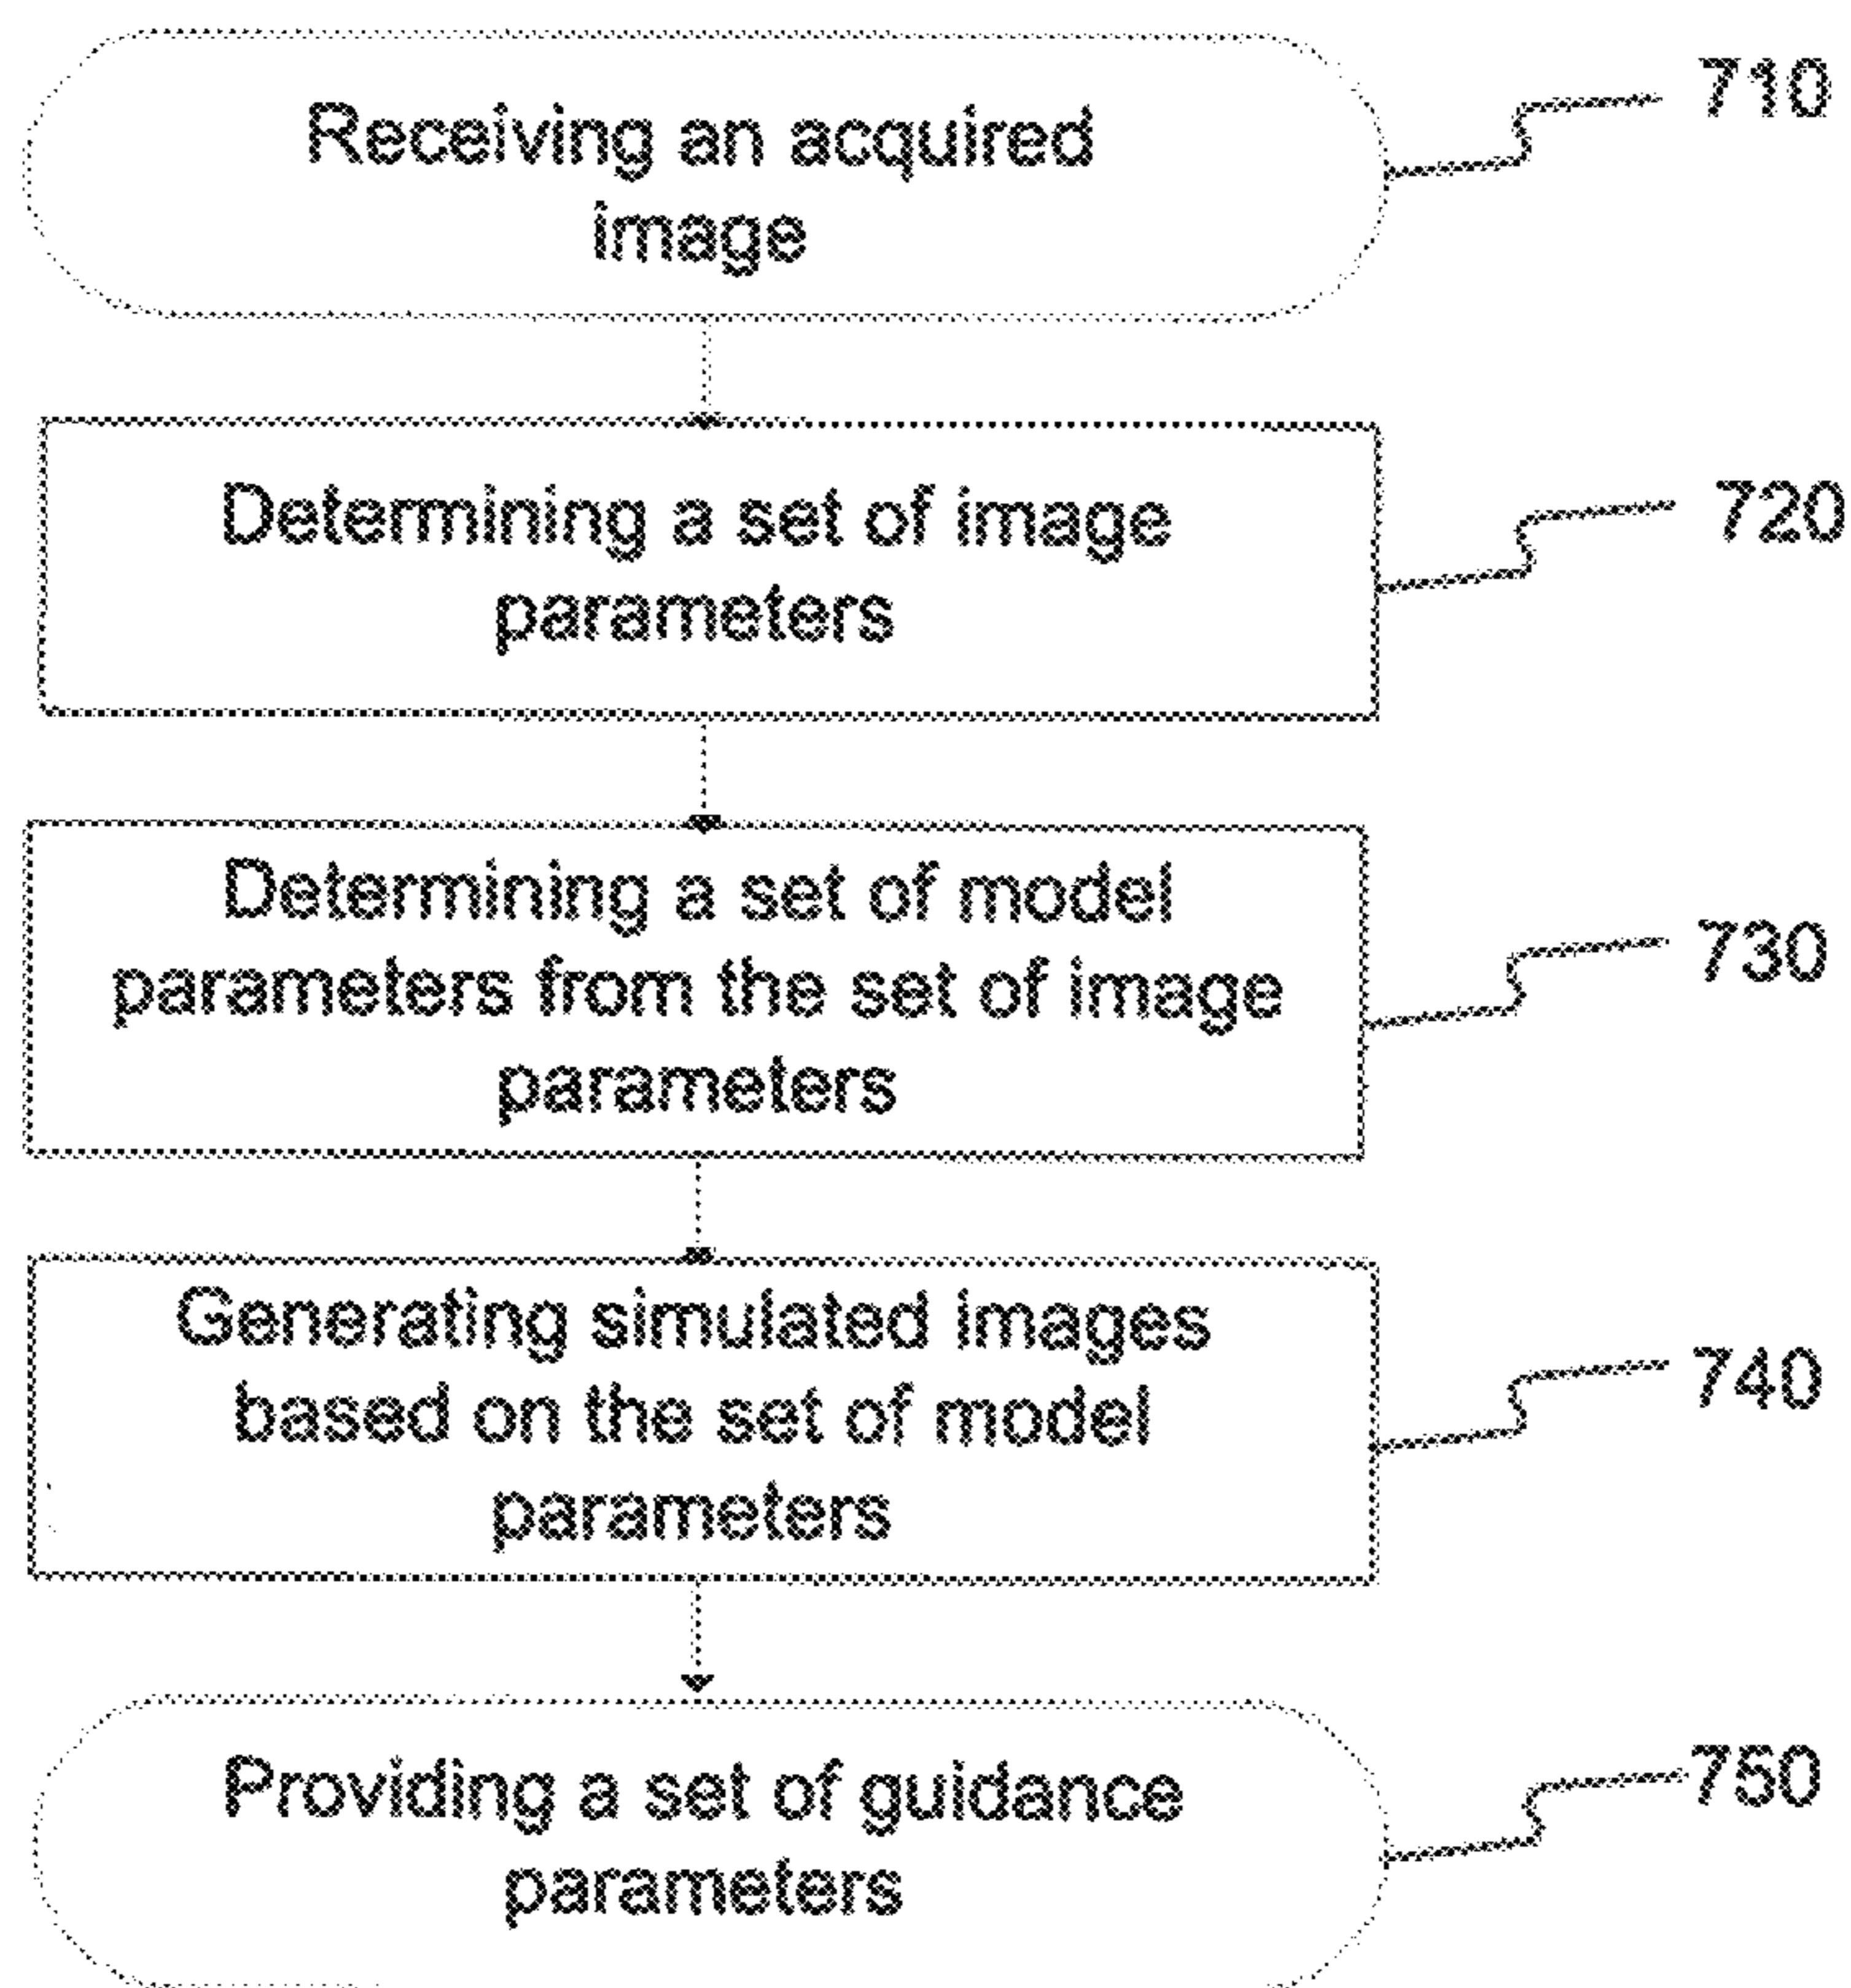 Receiving an acquired
image
710
Determining a set of image
parameters
720
Determining a set of model
parameters from the set of image
parameters
730
Generating simulated images
based on the set of model
parameters
740
Providing a set of guidance
parameters
750